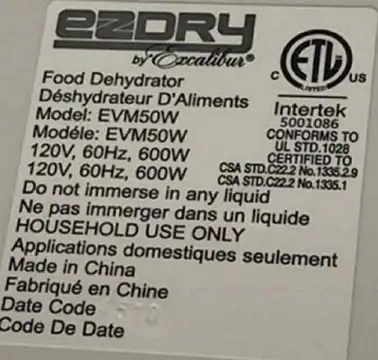 EZDRY
by Excalibur®
Food Dehydrator
Déshydrateur D'Aliments
Model: EVM50W
Modéle: EVM50W
120V, 60Hz, 600W
120V, 60Hz, 600W
Do not immerse in any liquid
Ne pas immerger dans un liquide
HOUSEHOLD USE ONLY
Applications domestiques seulement
Made in China
Fabriqué en Chine
Date Code
Code De Date
C ETL US
LISTED
Intertek
5001086
CONFORMS TO
UL STD.1028
CERTIFIED TO
CSA STD.C22.2 No.1335.2.9
CSA STD.C22.2 No.1335.1